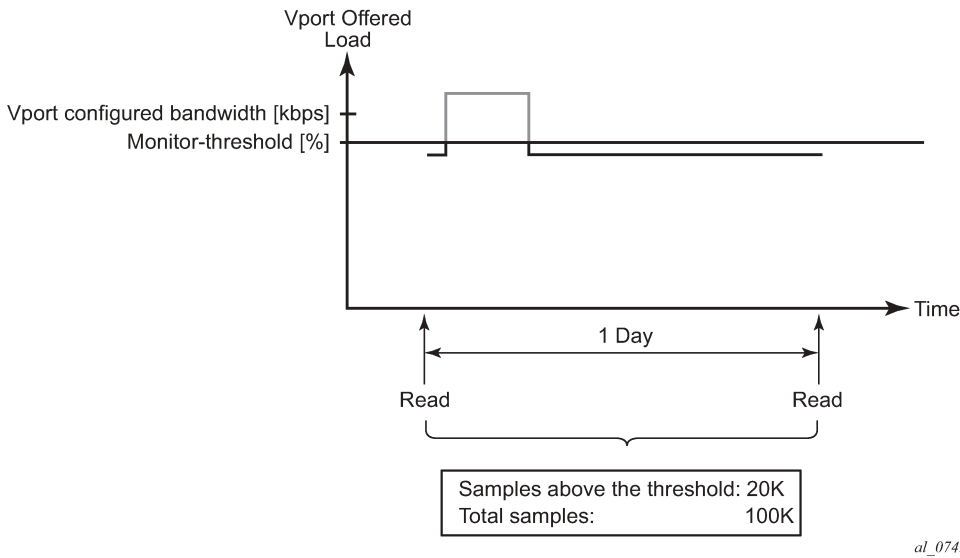 Vport Offered
Load
Vport configured bandwidth [kbps]
Monitor-threshold [%]
Time
1 Day
Read
Read
Samples above the threshold: 20K
Total samples: 100K
al_074